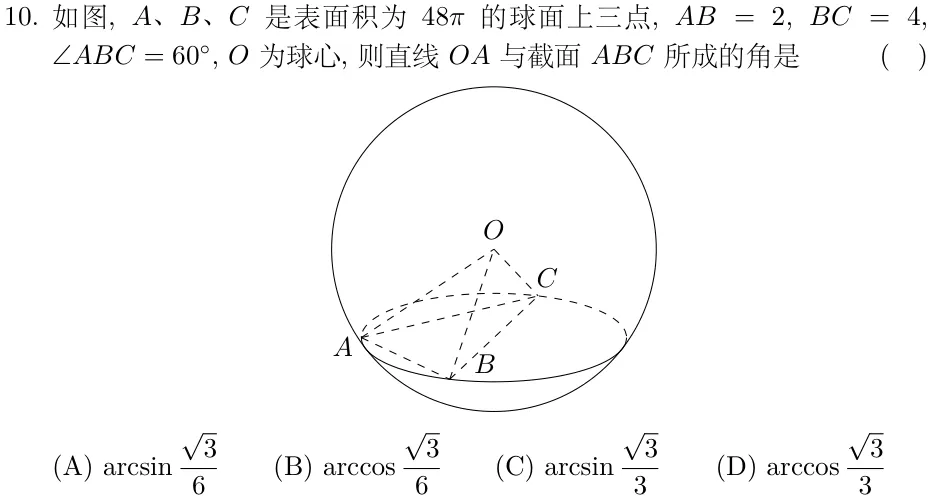 10. 如图, A、B、C 是表面积为 48π 的球面上三点, AB = 2, BC = 4,
∠ABC = 60°, O 为球心, 则直线 OA 与截面 ABC 所成的角是 ( )
O
C
A
B
(A) arcsin √3/6 (B) arccos √3/6 (C) arcsin √3/3 (D) arccos √3/3